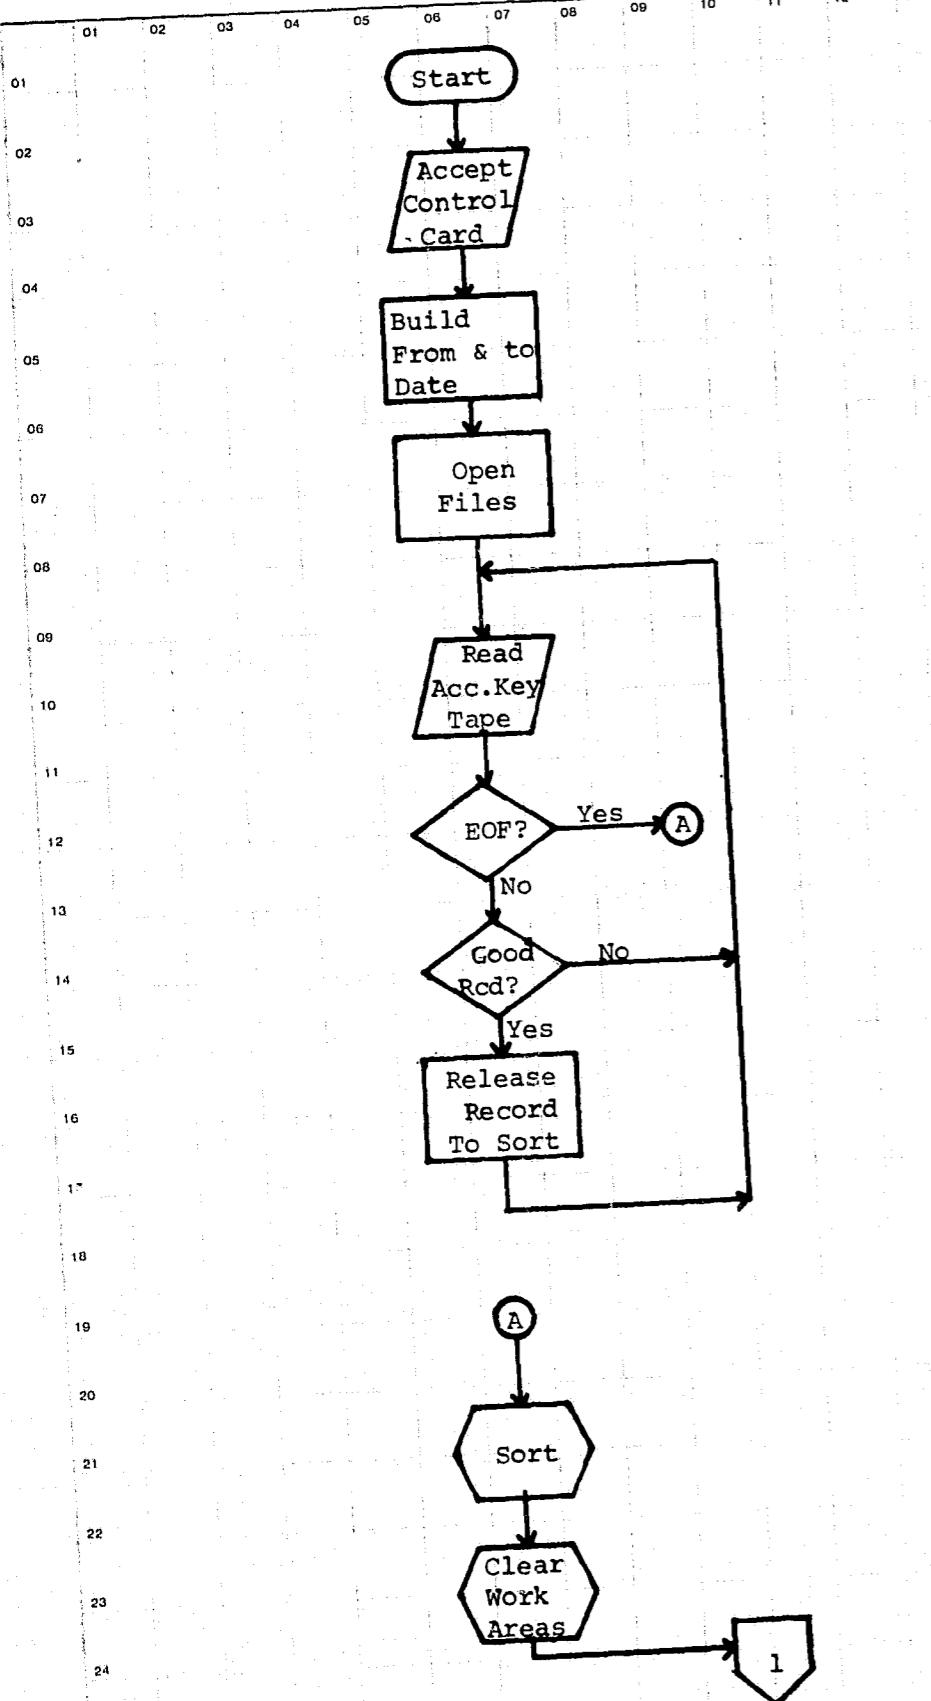 01 02 03 04 05 06 07 08 09 10 11
01
Start
02
Accept
Control
Card
03
04
Build
From & to
Date
05
06
Open
Files
07
08
09
Read
Acc.Key
Tape
10
11
EOF?
Yes
A
12
No
13
Good
Rcd?
No
14
Yes
15
Release
Record
To Sort
16
18
A
19
20
Sort
21
22
Clear
Work
Areas
23
1
24